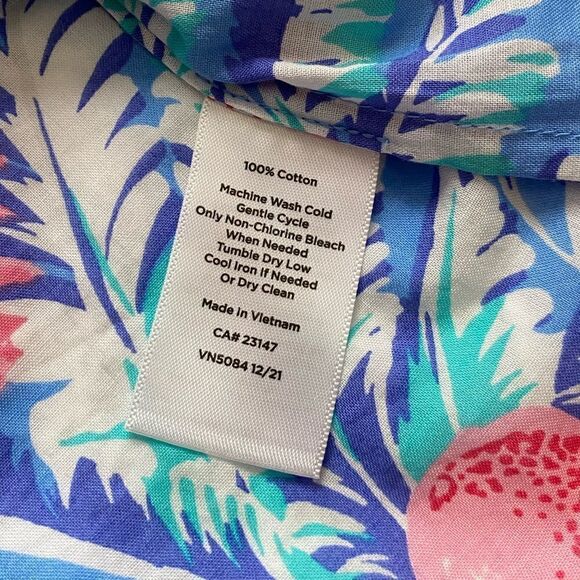 100% Cotton
Machine Wash Cold
Gentle Cycle
Only Non-Chlorine Bleach
When Needed
Tumble Dry Low
Cool Iron If Needed
Or Dry Clean
Made in Vietnam
CA# 23147
VN5084 12/21